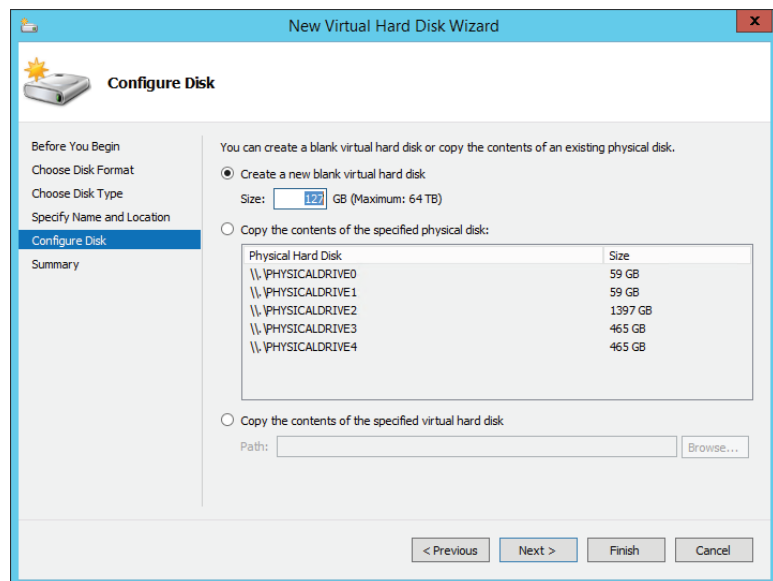 New Virtual Hard Disk Wizard
x
Configure Disk
Before You Begin
Choose Disk Format
Choose Disk Type
Specify Name and Location
Configure Disk
Summary
You can create a blank virtual hard disk or copy the contents of an existing physical disk.
Create a new blank virtual hard disk
Size: 127 GB (Maximum: 64 TB)
Copy the contents of the specified physical disk:
Physical Hard Disk Size
\\.\PHYSICALDRIVE0 59 GB
\\.\PHYSICALDRIVE1 59 GB
\\.\PHYSICALDRIVE2 1397 GB
\\.\PHYSICALDRIVE3 465 GB
\\.\PHYSICALDRIVE4 465 GB
Copy the contents of the specified virtual hard disk
Path: Browse...
< Previous Next > Finish Cancel